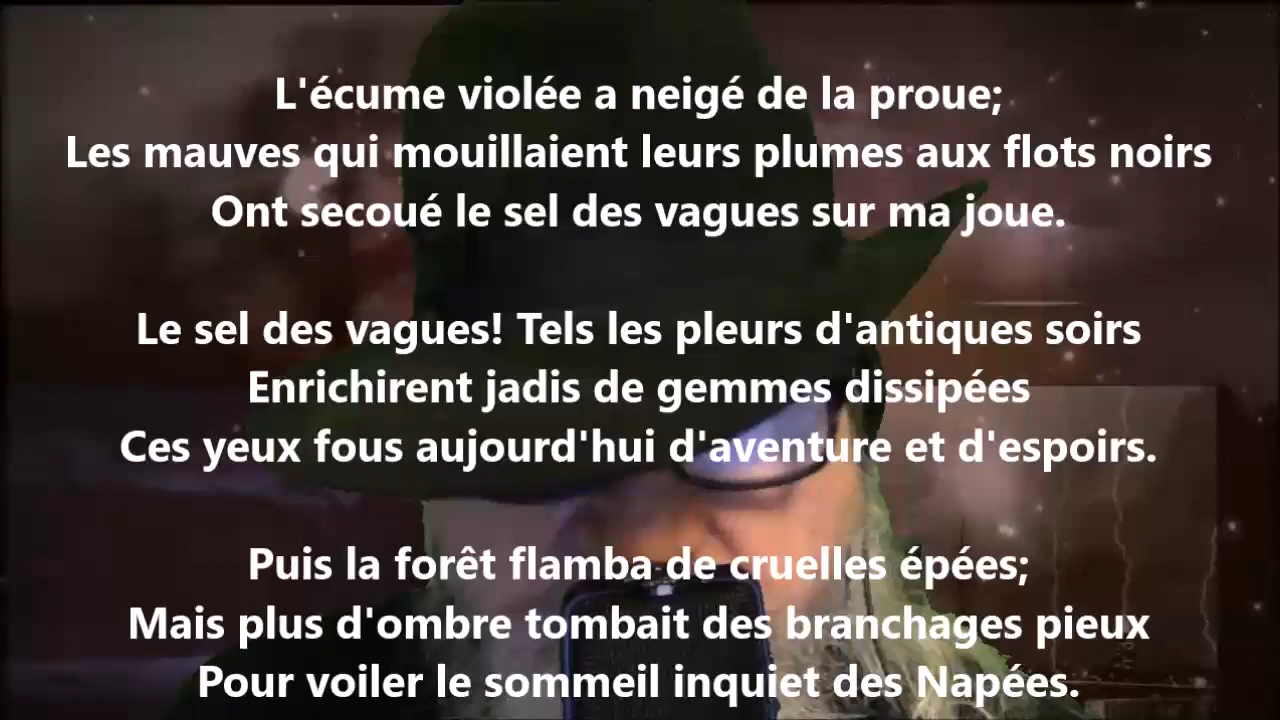 L'écume violée a neigé de la proue;
Les mauves qui mouillaient leurs plumes aux flots noirs
Ont secoué le sel des vagues sur ma joue.
Le sel des vagues! Tels les pleurs d'antiques soirs
Enrichirent jadis de gemmes dissipées
Ces yeux fous aujourd'hui d'aventure et d'espoirs.
Puis la forêt flamba de cruelles épées;
Mais plus d'ombre tombait des branchages pieux
Pour voiler le sommeil inquiet des Napées.